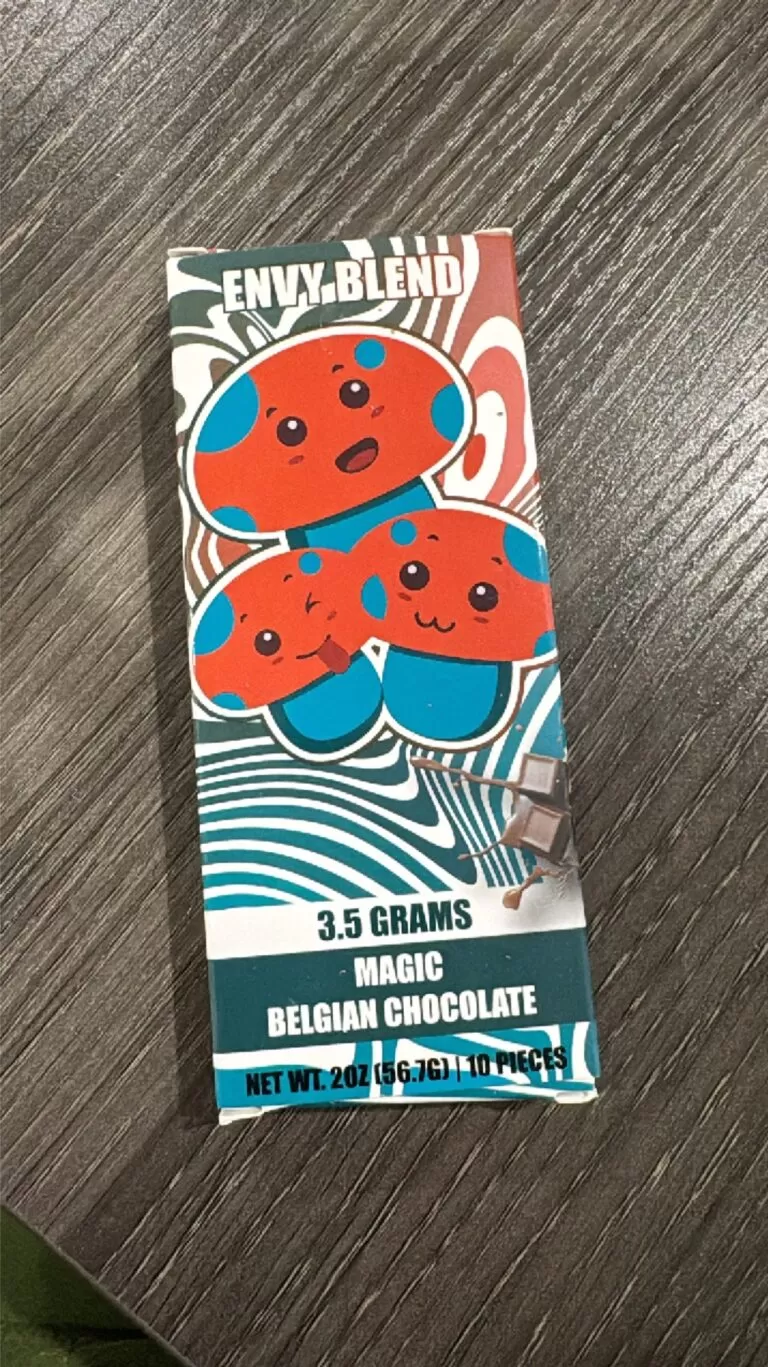 ENVY BLEND
3.5 GRAMS
MAGIC
BELGIAN CHOCOLATE
NET WT. 2OZ (56.7G) | 10 PIECES